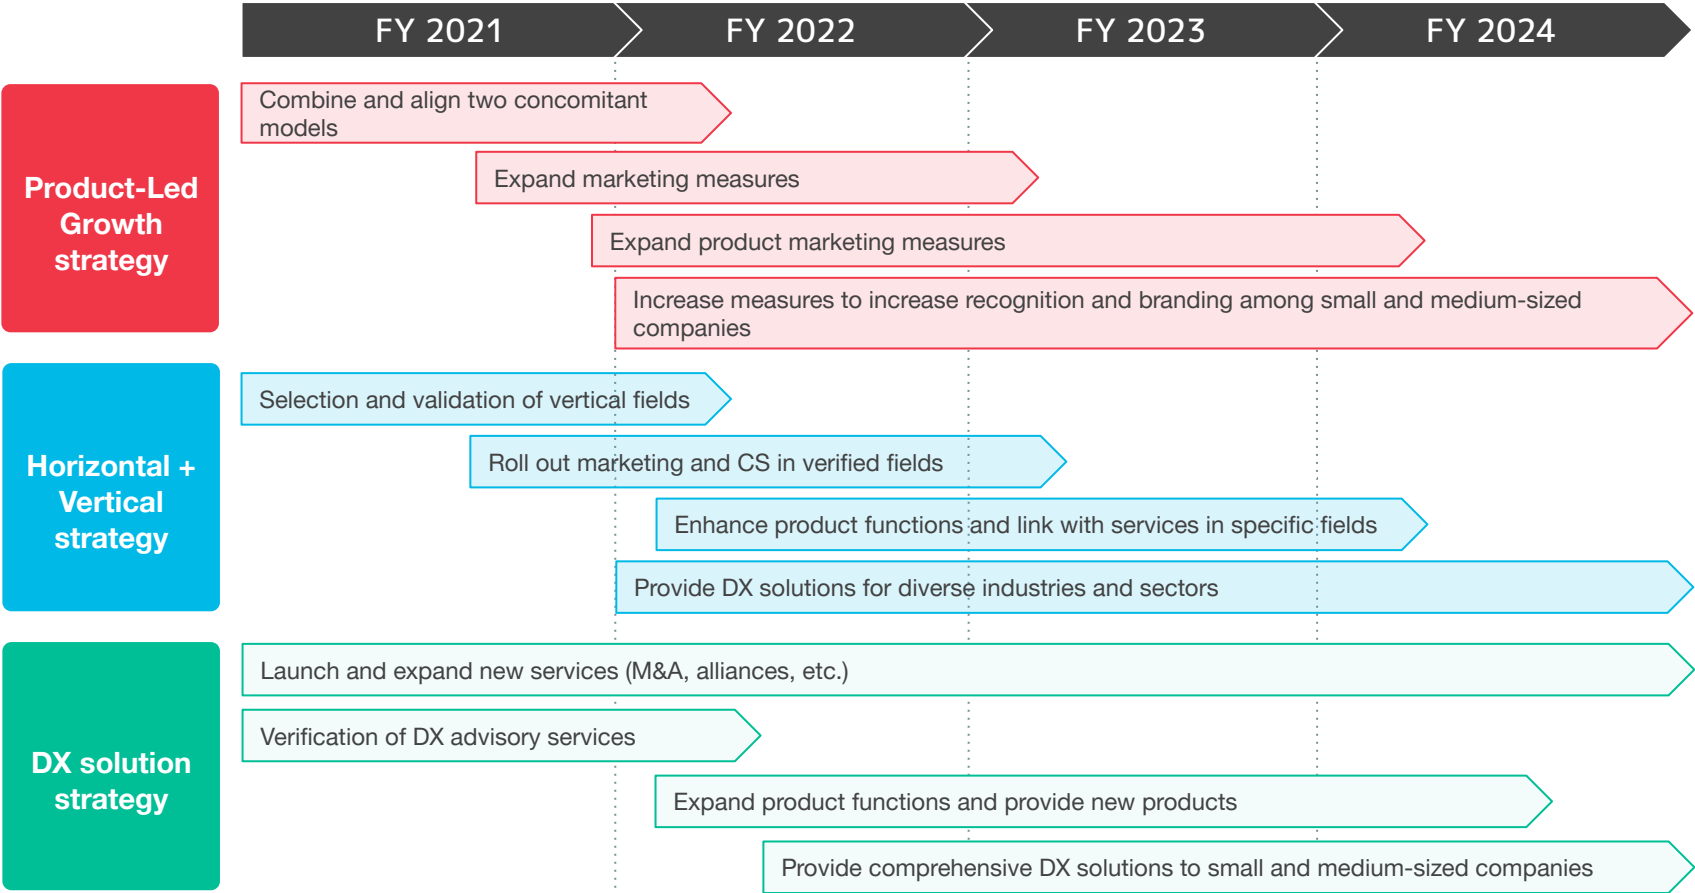 FY 2021
FY 2022
FY 2023
FY 2024
Product-Led
Growth
strategy
Combine and align two concomitant
models
Expand marketing measures
Expand product marketing measures
Increase measures to increase recognition and branding among small and medium-sized
companies
Horizontal +
Vertical
strategy
Selection and validation of vertical fields
Roll out marketing and CS in verified fields
Enhance product functions and link with services in specific fields
Provide DX solutions for diverse industries and sectors
DX solution
strategy
Launch and expand new services (M&A, alliances, etc.)
Verification of DX advisory services
Expand product functions and provide new products
Provide comprehensive DX solutions to small and medium-sized companies